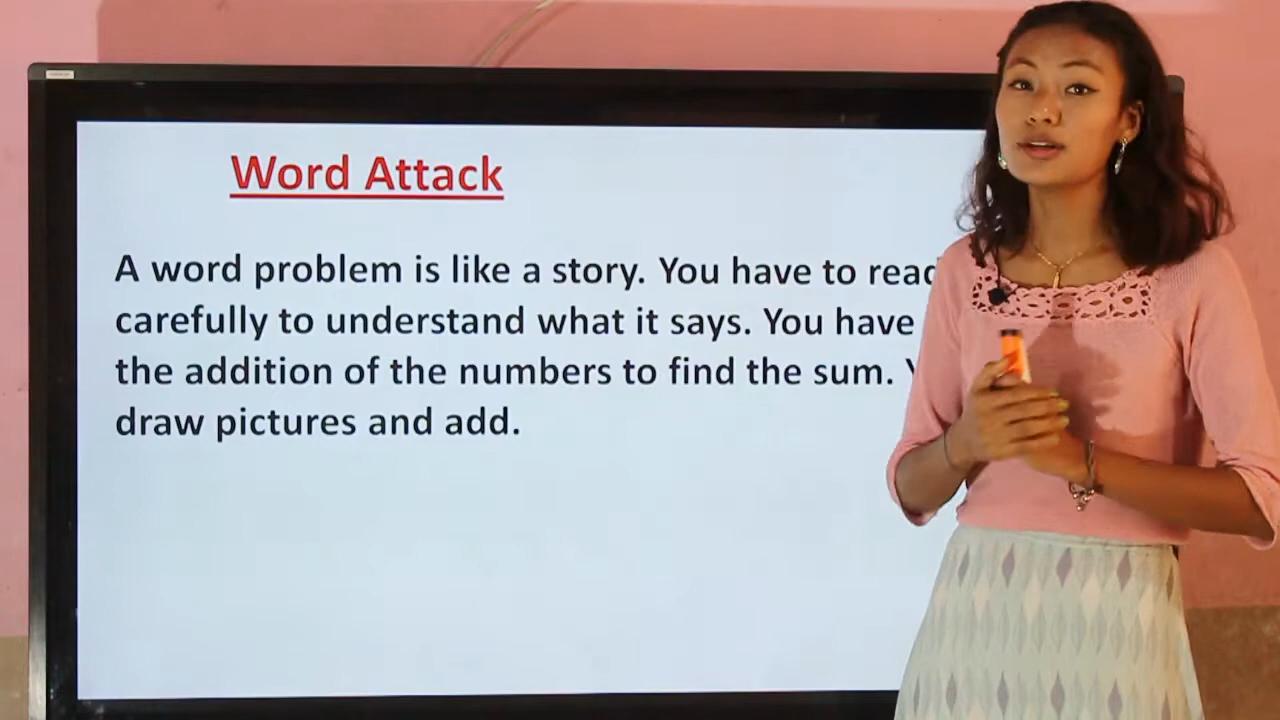 Word Attack
A word problem is like a story. You have to read
carefully to understand what it says. You have
the addition of the numbers to find the sum.
draw pictures and add.